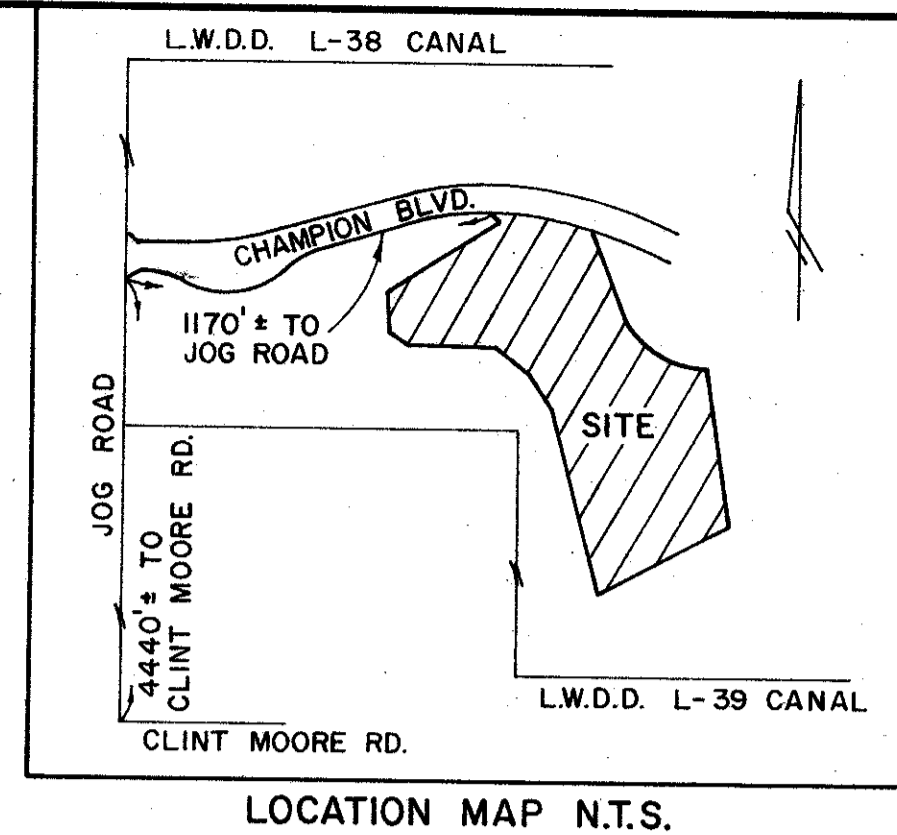 L.W.D.D. L-38 CANAL
CHAMPION BLVD.
1170' ± TO
JOG ROAD
JOG ROAD
SITE
4440' ± TO
CLINT MOORE RD.
L.W.D.D. L-39 CANAL
CLINT MOORE RD.
LOCATION MAP N.T.S.